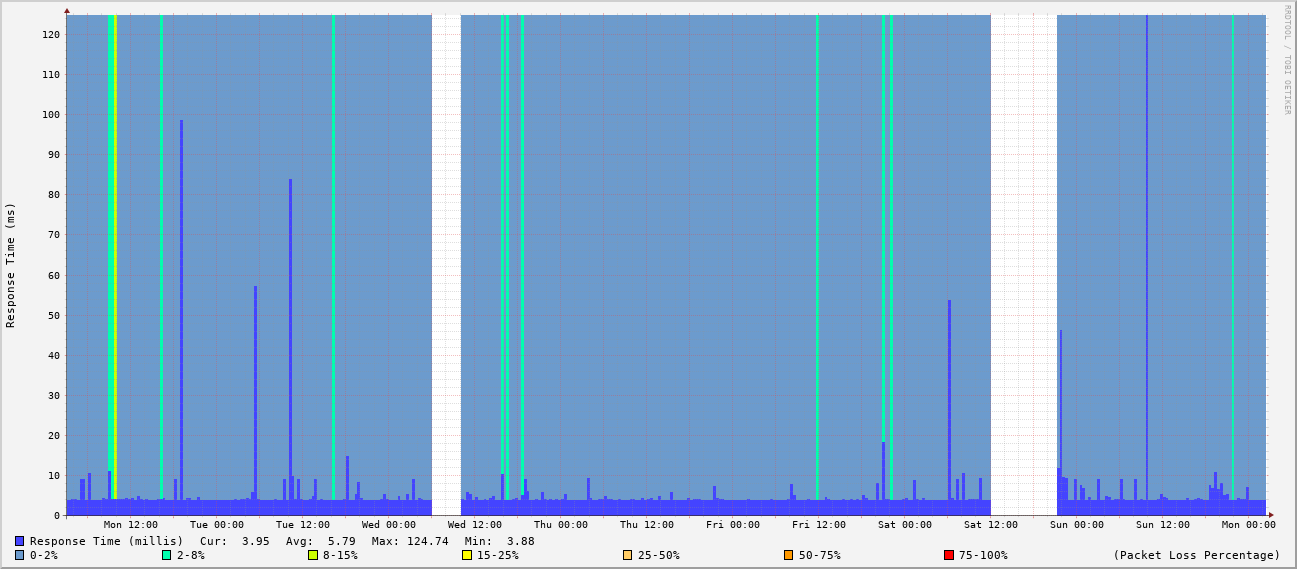 RRDTOOL / TOBI OETIKER
Response Time (ms)
120
110
100
90
80
70
60
50
40
30
20
10
0
Mon 12:00 Tue 00:00 Tue 12:00 Wed 00:00 Wed 12:00 Thu 00:00 Thu 12:00 Fri 00:00 Fri 12:00 Sat 00:00 Sat 12:00 Sun 00:00 Sun 12:00 Mon 00:00
Response Time (millis) Cur: 3.95 Avg: 5.79 Max: 124.74 Min: 3.88
0-2% 2-8% 8-15% 15-25% 25-50% 50-75% 75-100% (Packet Loss Percentage)